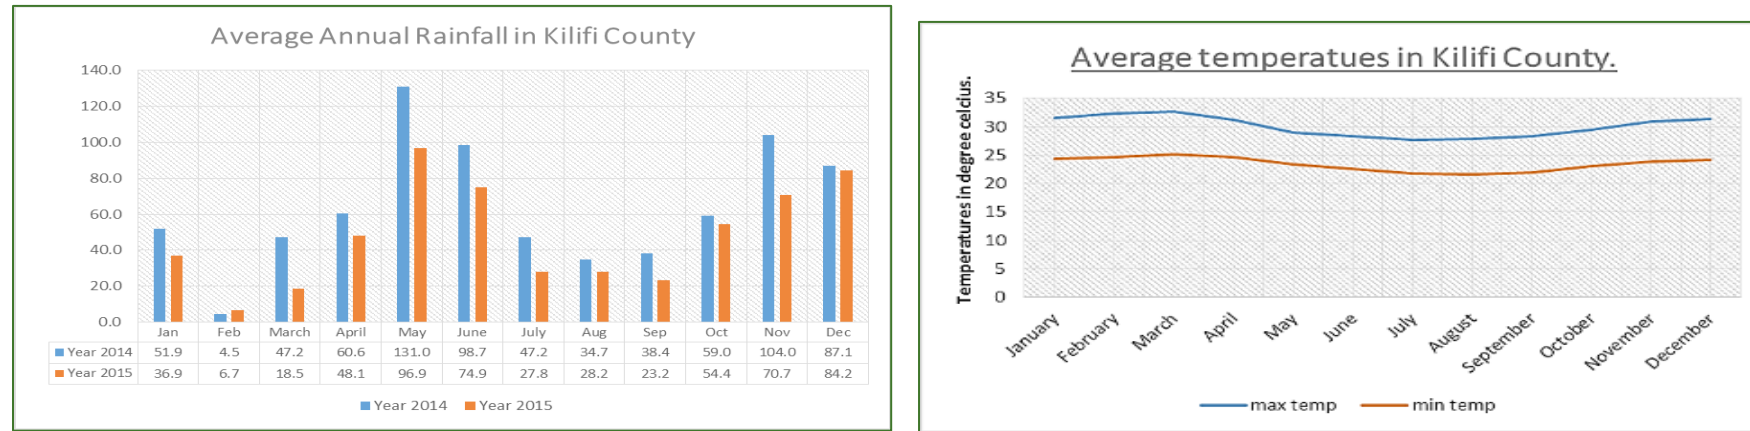 Average Annual Rainfall in Kilifi County
140.0
120.0
100.0
80.0
60.0
40.0
20.0
0.0
Jan Feb March April May June July Aug Sep Oct Nov Dec
Year 2014 51.9 4.5 47.2 60.6 131.0 98.7 47.2 34.7 38.4 59.0 104.0 87.1
Year 2015 36.9 6.7 18.5 48.1 96.9 74.9 27.8 28.2 23.2 54.4 70.7 84.2
Year 2014 Year 2015
Average temperatues in Kilifi County.
Temperatures in degree celcius.
35
30
25
20
15
10
5
0
January February March April May June July August September October November December
max temp min temp